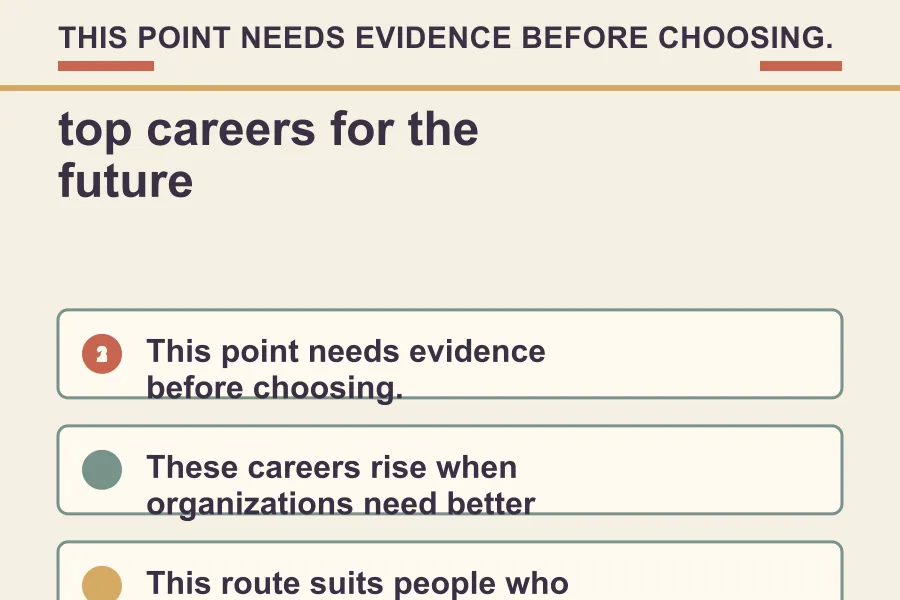 THIS POINT NEEDS EVIDENCE BEFORE CHOOSING.
top careers for the
future
This point needs evidence
before choosing.
These careers rise when
organizations need better
This route suits people who